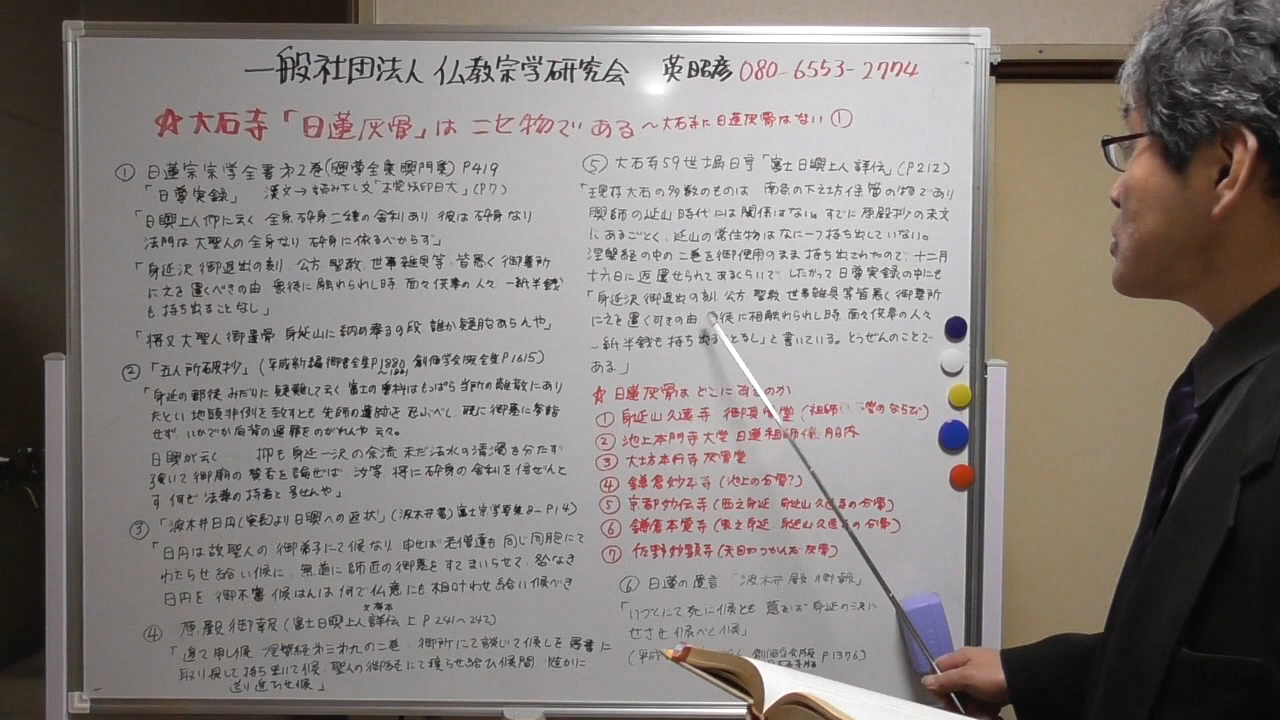 一般社団法人 仏教宗学研究会 英昭彦 080-6553-2774
☆大石寺「日蓮灰骨」はニセ物である〜大石寺に日蓮灰骨はない①
① 日蓮宗宗学全書第2巻(興尊全集興門集)P419
「日尊実録」 漢文→読み下し文 (P7)
「日興上人仰に云く 全身砕身二種の舎利あり 彼は砕身なり
法門は大聖人の全身なり 砕身に依るべからず」
「身延沢 御退出の刻 公方 聖教 世事雑具等 皆悉く 御墓所
に之を置くべきの由 衆徒に触れられし時 面々供奉の人々 一紙半銭
も持ち出ることなし」
「将又 大聖人 御遺骨 身延山に納め奉るの段 誰か疑胎あらんや」
② 「五人所破抄」 (平成新編御書全集P1880〜1881 創価学会版全集P1615)
「身延の群徒 みだりに疑難して云く 富士の重科はもっぱら当所の離散にあり
たとい 地頭非例を致すとも 先師の遺跡を忍ぶべし 既に御墓に参詣
せず いかでか向背の過罪をのがれんや 云々。
日興が云く 抑も身延一沢の余流 未だ法水の清濁を分たず
強いて御廟の賛否を論ぜば 汝等 将に砕身の舎利を信ぜんと
す 何ぞ 法華の持者と号せんや」
③ 「波木井日円(実長)より日興への返状」(波木井書)富士宗学要集8-P14)
「日円は故聖人の御弟子にて候なり 申せば老僧達も同じ同胞にて
わたらせ給い候に、無道に師匠の御墓をすてまいらせて、咎なき
日円を 御不審候はんは 何で仏意にも相叶わせ給い候べき
④ 原殿御報 (富士日興上人詳伝 上 P241〜242)
「追て申し候 涅槃経第三第九の二巻 御所にて談じて候しを
取り具して持ち来て候 聖人の御経にて渡らせ給ひ候間 慥かに
送り進らせ候」
⑤ 大石寺59世堀日亨「富士日興上人詳伝」(P212)
「現存大石の多数のものは 南条の下之坊保管の物であり
興師の延山時代には関係はない。すでに原殿抄の末文
にあるごとく、延山の常住物はなに一つ持ち出していない。
涅槃経の中の二巻を御使用のまま持ち出されたので、十二月
十六日に返還せられてあるくらいで、したがって日尊実録の中にも
「身延沢 御退出の刻 公方 聖教 世事雑具等皆悉く御墓所
に之を置く可きの由 衆徒に相触れられし時 面々供奉の人々
一紙半銭も持ち出ることなし」と書いている。とうぜんのことで
ある。」
☆ 日蓮灰骨は どこにあるのか
① 身延山久遠寺 御真骨堂
② 池上本門寺大堂 日蓮祖師像 胎内
③ 大坊本行寺 灰骨堂
④ 鎌倉妙本寺 (池上の分骨?)
⑤ 京都妙伝寺 (西之身延 身延山久遠寺の分骨)
⑥ 鎌倉本覚寺 (東之身延 身延山久遠寺の分骨)
⑦ 佐野妙顕寺
⑥ 日蓮の遺言 「波木井殿御報」
「いづくにて死に候とも 墓をば 身延の沢に
せさせ候べく候」
(平成 創価学会版 P1376)